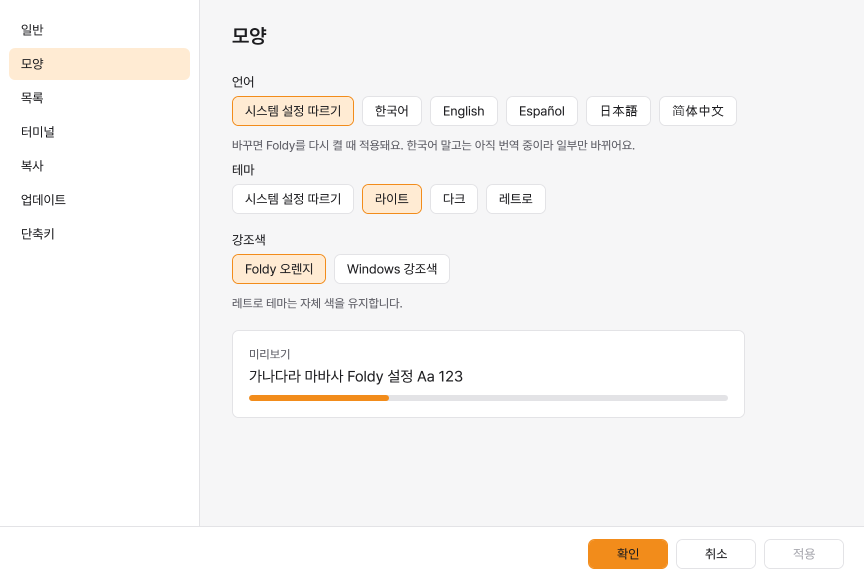 일반
모양
목록
터미널
복사
업데이트
단축키
모양
언어
시스템 설정 따르기 한국어 English Español 日本語 简体中文
바꾸면 Foldy를 다시 켤 때 적용돼요. 한국어 말고는 아직 번역 중이라 일부만 바뀌어요.
테마
시스템 설정 따르기 라이트 다크 레트로
강조색
Foldy 오렌지 Windows 강조색
레트로 테마는 자체 색을 유지합니다.
미리보기
가나다라 마바사 Foldy 설정 Aa 123
확인 취소 적용